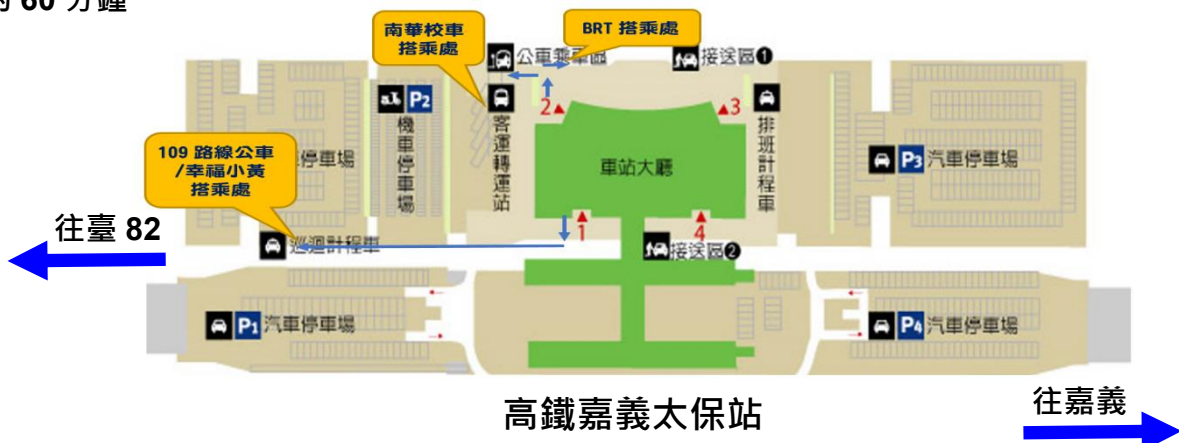 60 分鐘
南華校車
搭乘處
BRT 搭乘處
公車乘車區
接送區❶
P2
機車停車場
客運轉運站
2▲
▲3
排班計程車
109 路線公車
/幸福小黃
搭乘處
停車場
車站大廳
P3 汽車停車場
往臺 82
巡迴計程車
▲
1
▲
4
接送區❷
P1 汽車停車場
P4 汽車停車場
高鐵嘉義太保站
往嘉義